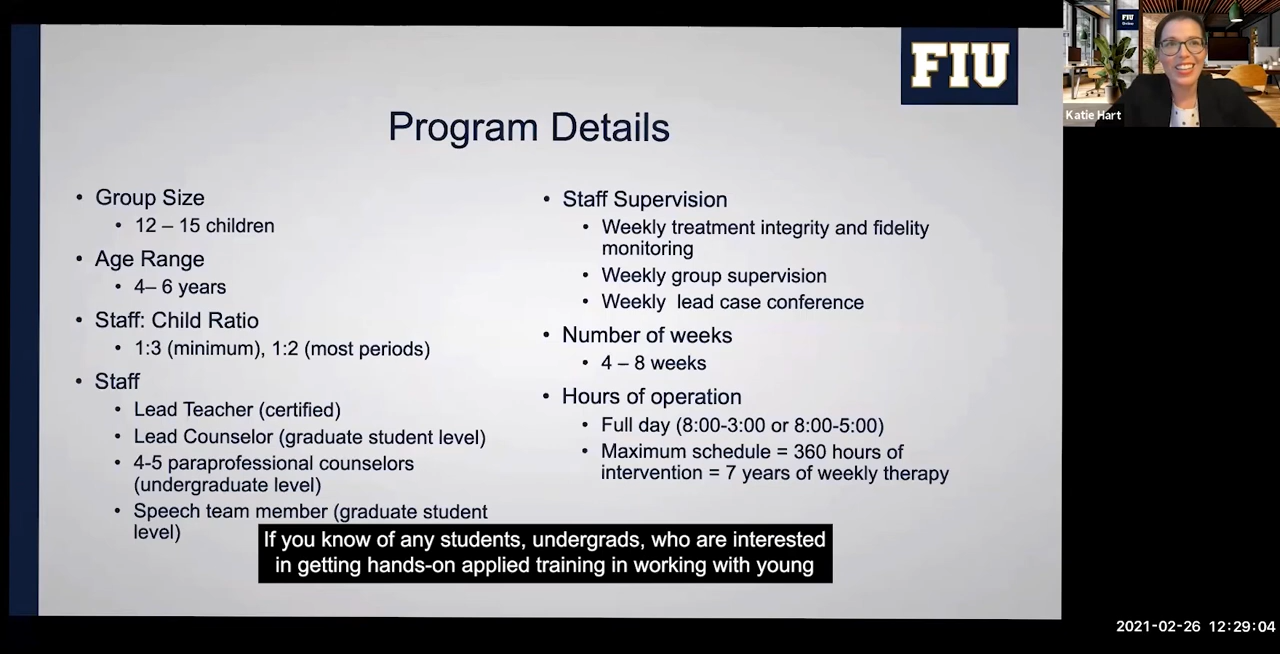 FIU
Program Details
• Group Size
• 12 – 15 children
• Age Range
• 4– 6 years
• Staff: Child Ratio
• 1:3 (minimum), 1:2 (most periods)
• Staff
• Lead Teacher (certified)
• Lead Counselor (graduate student level)
• 4-5 paraprofessional counselors
(undergraduate level)
• Speech team member (graduate student
level)
• Staff Supervision
• Weekly treatment integrity and fidelity
monitoring
• Weekly group supervision
• Weekly  lead case conference
• Number of weeks
• 4 – 8 weeks
• Hours of operation
• Full day (8:00-3:00 or 8:00-5:00)
• Maximum schedule = 360 hours of
intervention = 7 years of weekly therapy
If you know of any students, undergrads, who are interested
in getting hands-on applied training in working with young
FIU
Katie Hart
2021-02-26 12:29:04